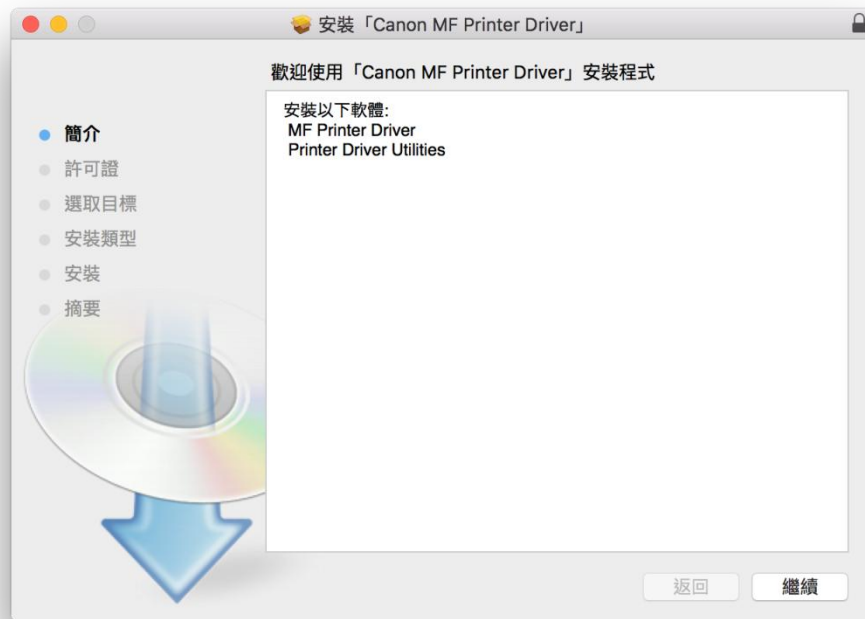 安裝「Canon MF Printer Driver」
歡迎使用「Canon MF Printer Driver」安裝程式
安裝以下軟體:
MF Printer Driver
Printer Driver Utilities
簡介
許可證
選取目標
安裝類型
安裝
摘要
返回
繼續